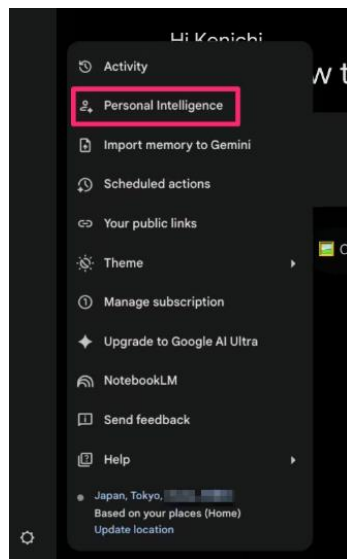 Hi Kenichi
w t
Activity
Personal Intelligence
Import memory to Gemini
Scheduled actions
Your public links
Theme
Manage subscription
Upgrade to Google AI Ultra
NotebookLM
Send feedback
Help
Japan, Tokyo,
Based on your places (Home)
Update location